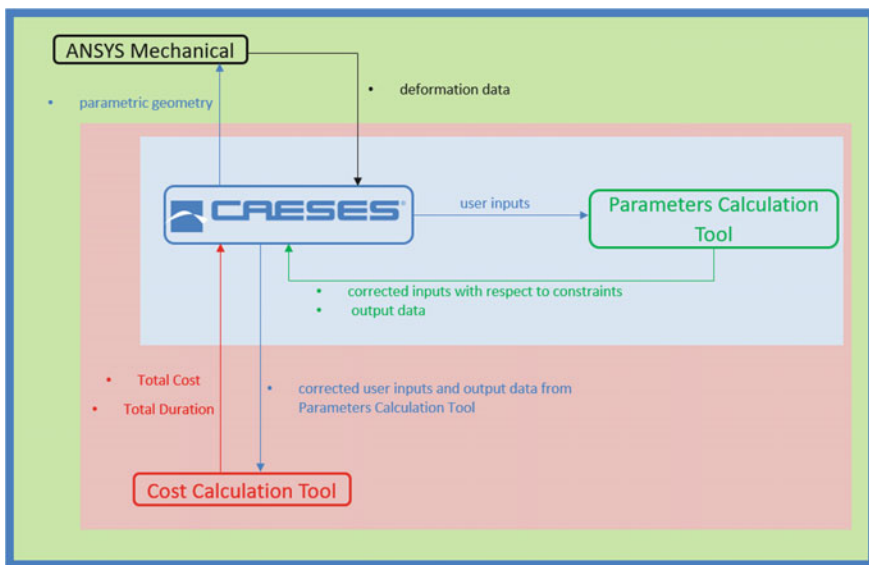 ANSYS Mechanical
• deformation data
• parametric geometry
CAESES®
user inputs
Parameters Calculation
Tool
• corrected inputs with respect to constraints
• output data
• Total Cost
• Total Duration
• corrected user inputs and output data from
Parameters Calculation Tool
Cost Calculation Tool